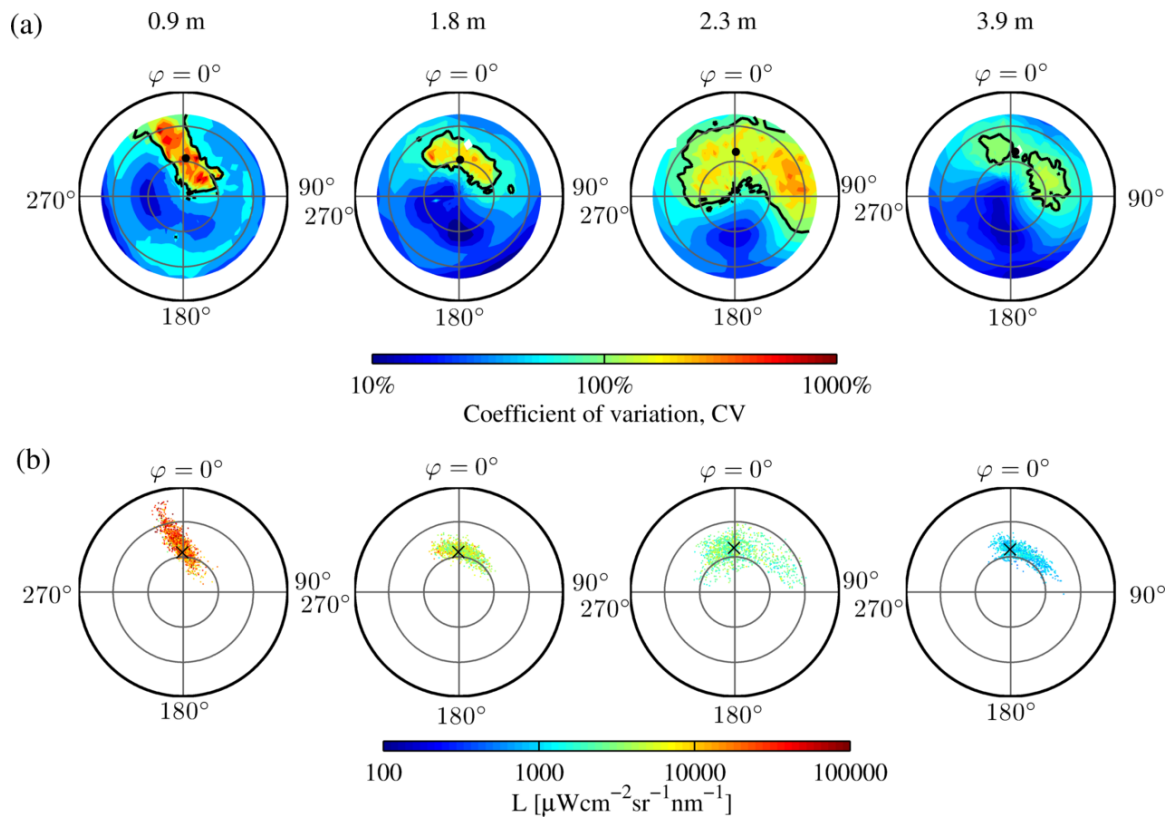 (a)
0.9 m 1.8 m 2.3 m 3.9 m
φ = 0° φ = 0° φ = 0° φ = 0°
270° 90° 270° 90° 270° 90° 270° 90°
180° 180° 180° 180°
10% 100% 1000%
Coefficient of variation, CV
(b)
φ = 0° φ = 0° φ = 0° φ = 0°
270° 90° 270° 90° 270° 90° 270° 90°
180° 180° 180° 180°
100 1000 10000 100000
L [μWcm⁻²sr⁻¹nm⁻¹]